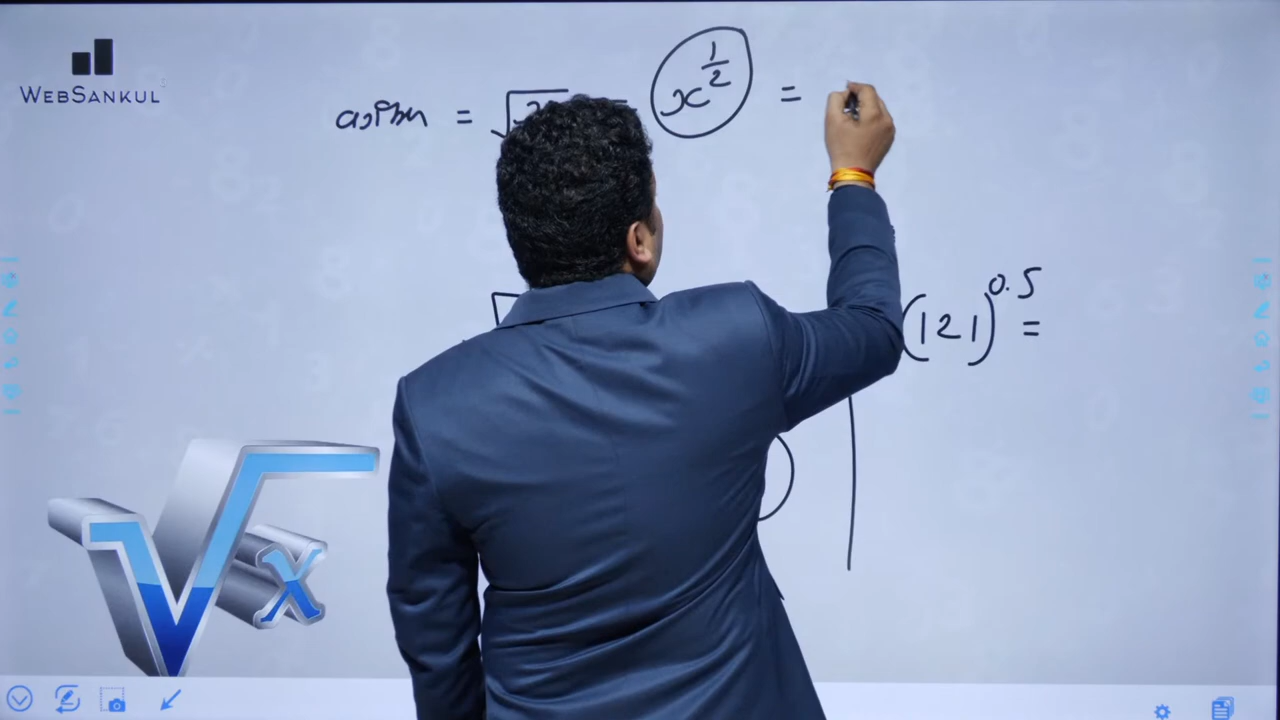 WEBSANKUL
વર્ગમૂળ = √x = x^(1/2) =
(121)^0.5 =
√x